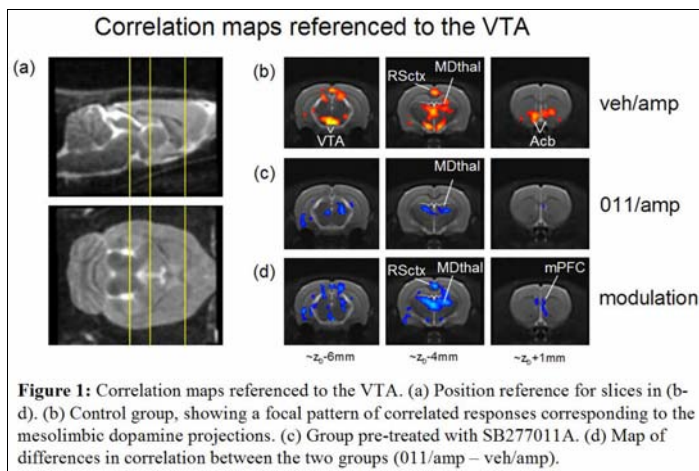 Correlation maps referenced to the VTA
(a)
(b)
RSctx
MDthal
VTA
Acb
veh/amp
(c)
MDthal
011/amp
(d)
RSctx
MDthal
mPFC
modulation
~zb-6mm
~zb-4mm
~zb+1mm
Figure 1: Correlation maps referenced to the VTA. (a) Position reference for slices in (b-
d). (b) Control group, showing a focal pattern of correlated responses corresponding to the
mesolimbic dopamine projections. (c) Group pre-treated with SB277011A. (d) Map of
differences in correlation between the two groups (011/amp – veh/amp).